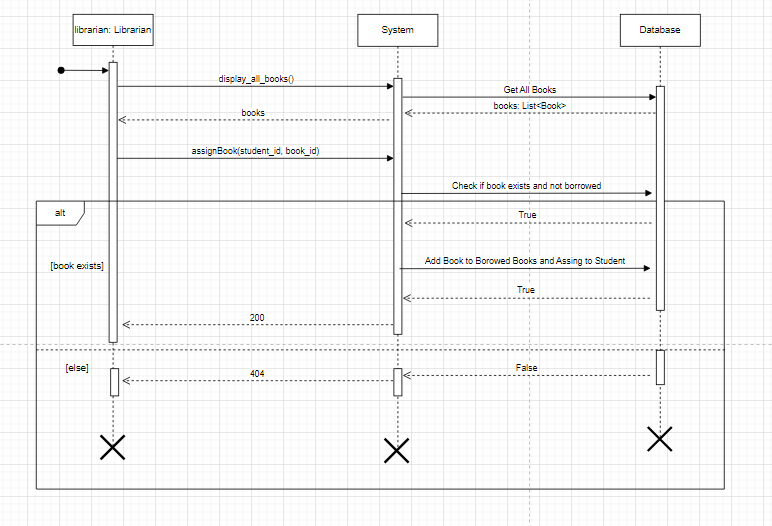 librarian: Librarian
System
Database
display_all_books()
Get All Books
books: List<Book>
books
assignBook(student_id, book_id)
Check if book exists and not borrowed
alt
True
[book exists]
Add Book to Borowed Books and Assing to Student
True
200
[else]
404
False